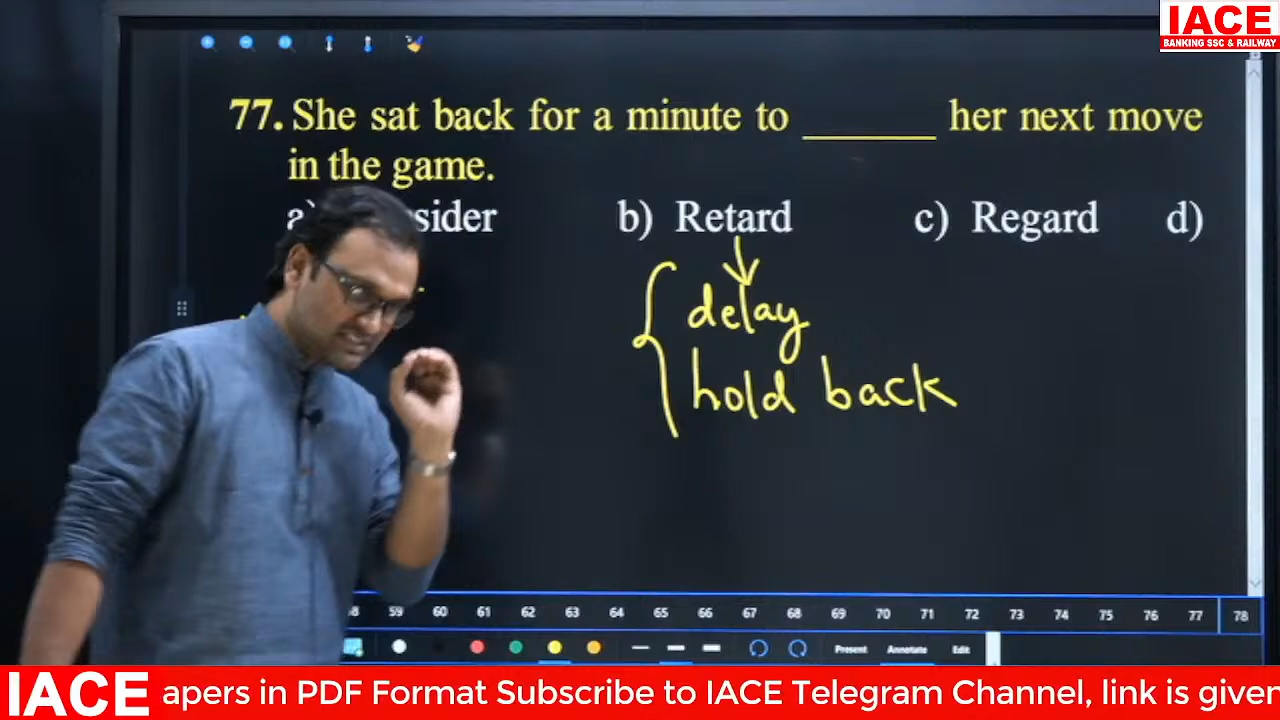 IACE
BANKING SSC & RAILWAY
77. She sat back for a minute to ______ her next move
in the game.
b) Retard c) Regard d)
delay
hold back
59 60 61 62 63 64 65 66 67 68 69 70 71 72 73 74 75 76 77 78
Present Annotate Edit
IACE apers in PDF Format Subscribe to IACE Telegram Channel, link is given